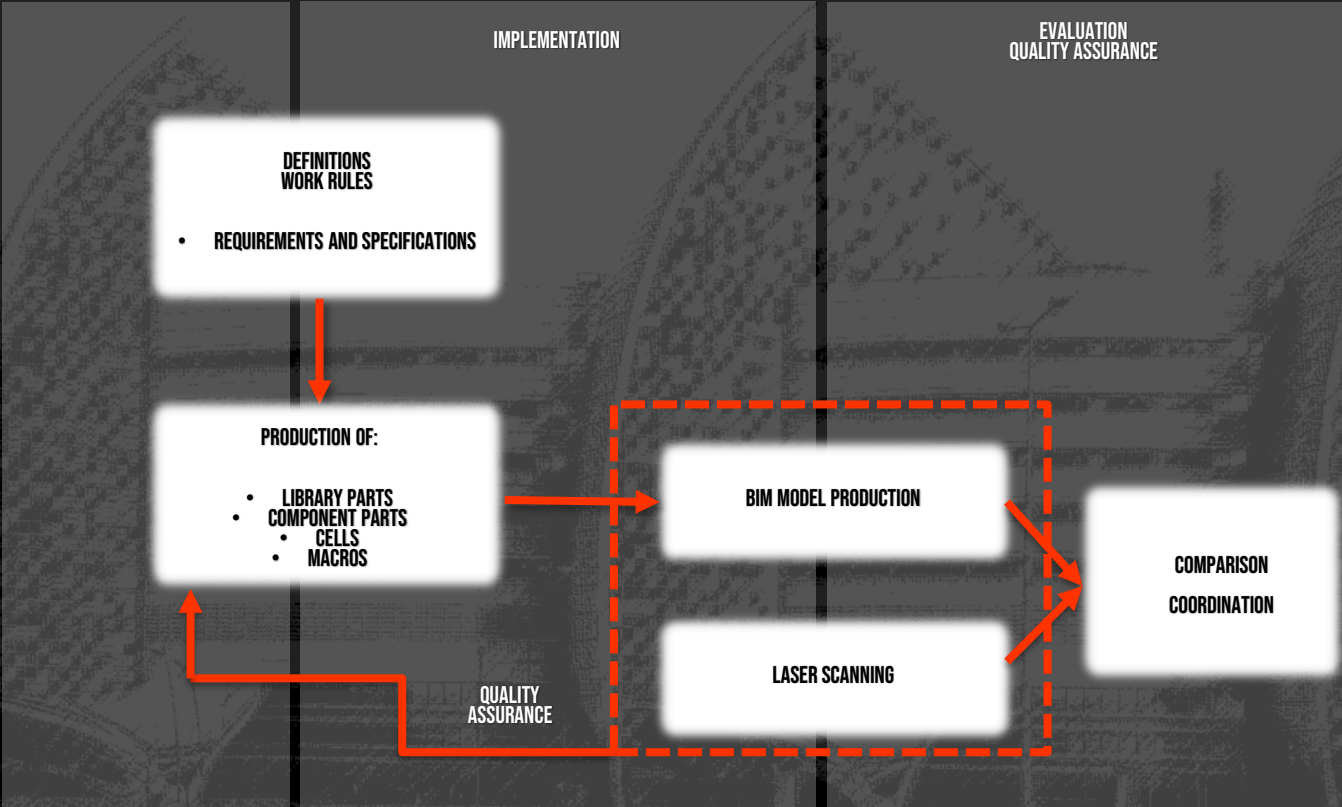 IMPLEMENTATION
EVALUATION
QUALITY ASSURANCE
DEFINITIONS
WORK RULES
• REQUIREMENTS AND SPECIFICATIONS
PRODUCTION OF:
• LIBRARY PARTS
• COMPONENT PARTS
• CELLS
• MACROS
BIM MODEL PRODUCTION
COMPARISON
COORDINATION
LASER SCANNING
QUALITY
ASSURANCE